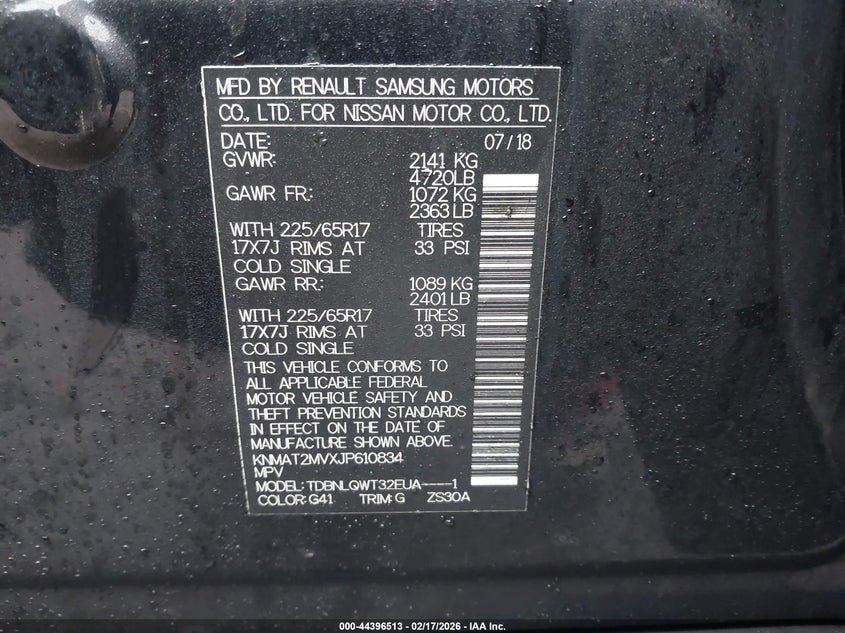 MFD BY RENAULT SAMSUNG MOTORS
CO., LTD. FOR NISSAN MOTOR CO., LTD.
DATE: 07/18
GVWR: 2141 KG
4720LB
GAWR FR.: 1072 KG
2363LB
WITH 225/65R17 TIRES
17X7J RIMS AT 33 PSI
COLD SINGLE
GAWR RR.: 1089 KG
2401LB
WITH 225/65R17 TIRES
17X7J RIMS AT 33 PSI
COLD SINGLE
THIS VEHICLE CONFORMS TO
ALL APPLICABLE FEDERAL
MOTOR VEHICLE SAFETY AND
THEFT PREVENTION STANDARDS
IN EFFECT ON THE DATE OF
MANUFACTURE SHOWN ABOVE.
KNMAT2MVXJP610834
MPV
MODEL: TDBNLQWT32EUA----1
COLOR: G41 TRIM: G ZS30A
000-44396513 - 02/17/2026 - IAA Inc.